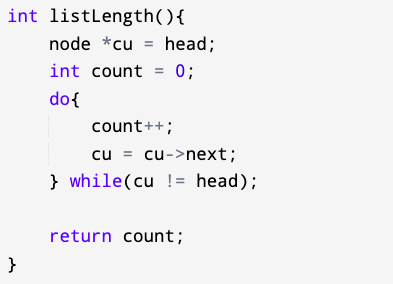 int listLength(){
    node *cu = head;
    int count = 0;
    do{
        count++;
        cu = cu->next;
    } while(cu != head);

    return count;
}